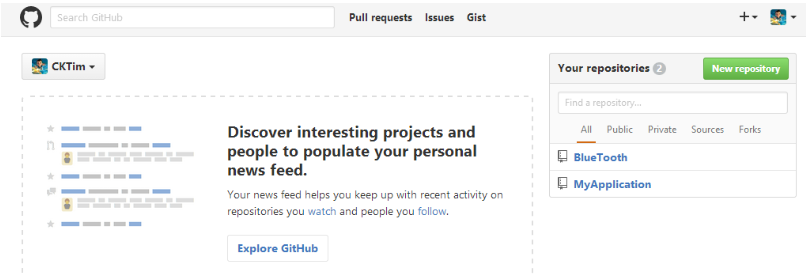 Search GitHub
Pull requests Issues Gist
CKTim
Discover interesting projects and
people to populate your personal
news feed.
Your news feed helps you keep up with recent activity on
repositories you watch and people you follow.
Explore GitHub
Your repositories 2 New repository
Find a repository...
All Public Private Sources Forks
BlueTooth
MyApplication